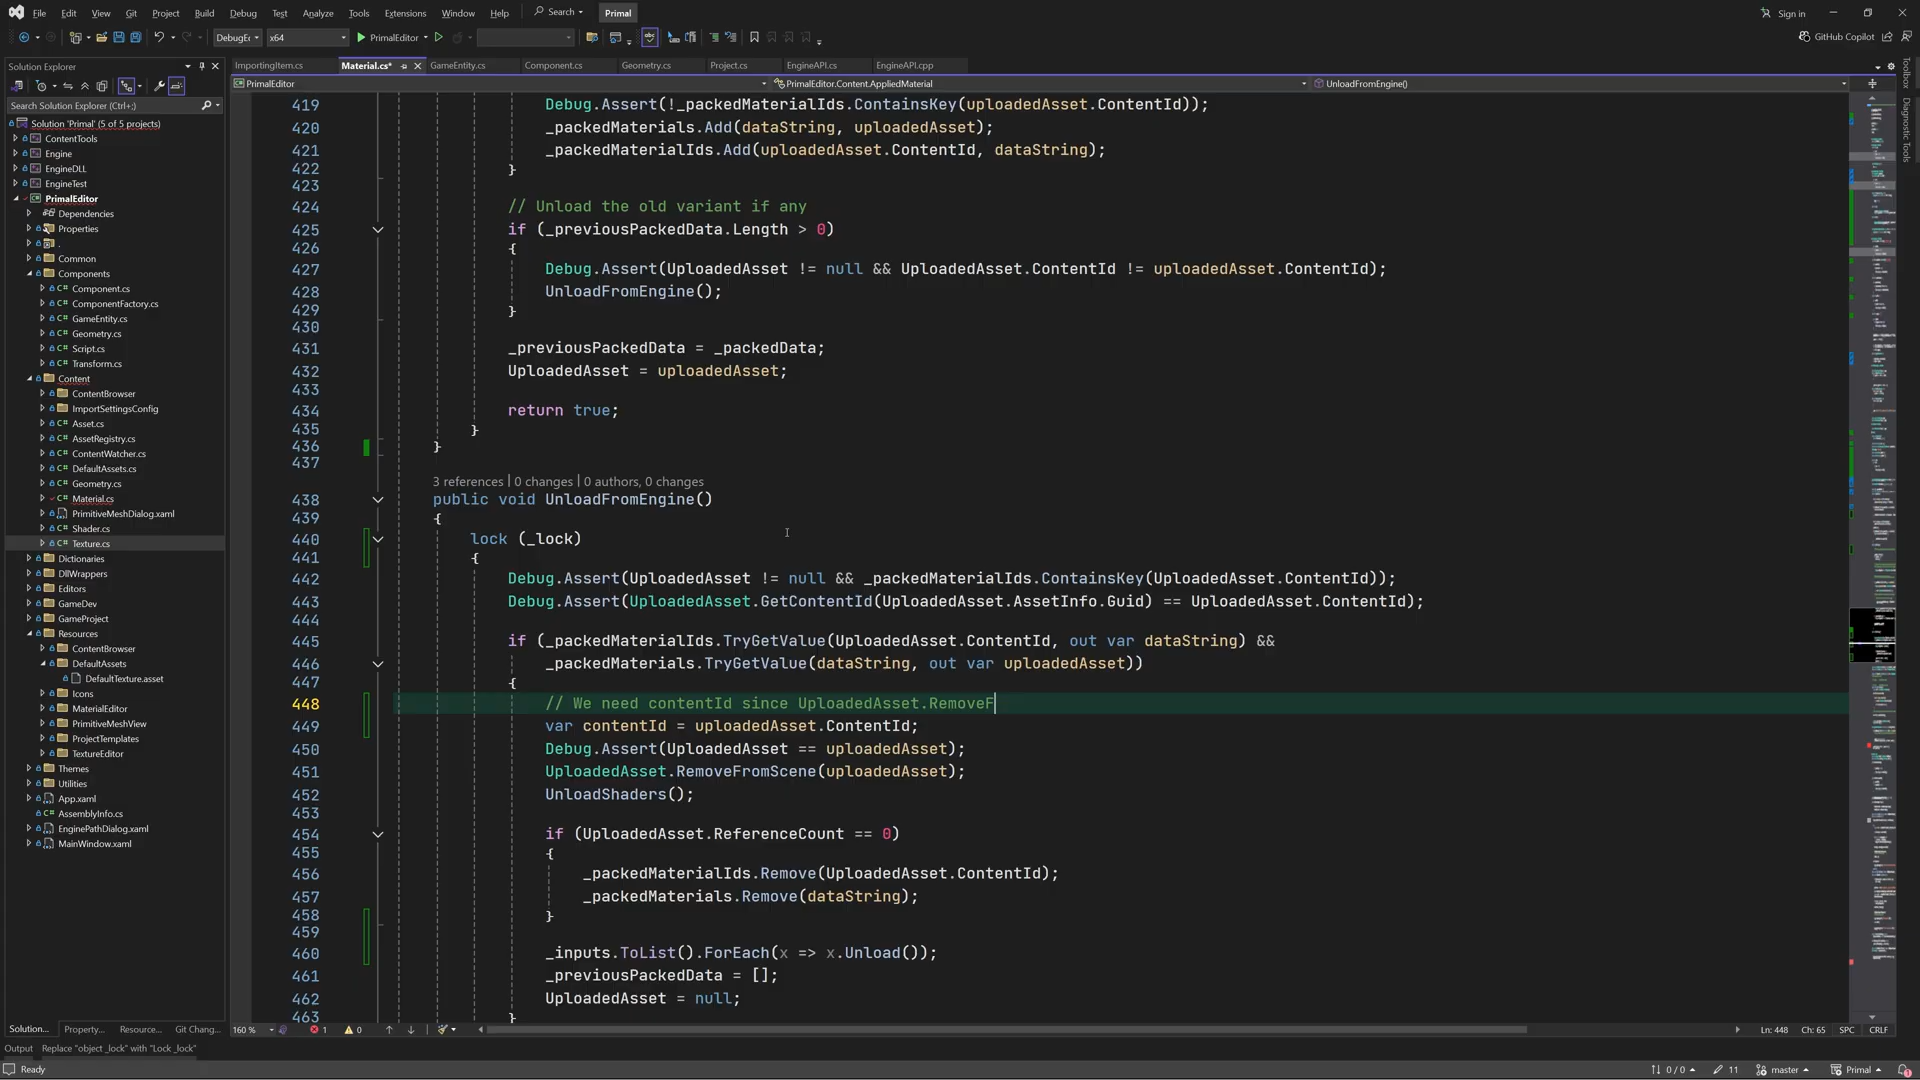 File Edit View Git Project Build Debug Test Analyze Tools Extensions Window Help Search Primal Sign in
DebugEc x64 PrimalEditor GitHub Copilot
Solution Explorer
Search Solution Explorer (Ctrl+;)
Solution 'Primal' (5 of 5 projects)
ContentTools
Engine
EngineDLL
EngineTest
PrimalEditor
Dependencies
Properties
.
Common
Components
Component.cs
ComponentFactory.cs
GameEntity.cs
Geometry.cs
Script.cs
Transform.cs
Content
ContentBrowser
ImportSettingsConfig
Asset.cs
AssetRegistry.cs
ContentWatcher.cs
DefaultAssets.cs
Geometry.cs
Material.cs
PrimitiveMeshDialog.xaml
Shader.cs
Texture.cs
Dictionaries
DllWrappers
Editors
GameDev
GameProject
Resources
ContentBrowser
DefaultAssets
DefaultTexture.asset
Icons
MaterialEditor
PrimitiveMeshView
ProjectTemplates
TextureEditor
Themes
Utilities
App.xaml
AssemblyInfo.cs
EnginePathDialog.xaml
MainWindow.xaml
Solution... Property... Resource... Git Chang...
ImportingItem.cs Material.cs* GameEntity.cs Component.cs Geometry.cs Project.cs EngineAPI.cs EngineAPI.cpp
PrimalEditor PrimalEditor.Content.AppliedMaterial UnloadFromEngine()
419 Debug.Assert(!_packedMaterialIds.ContainsKey(uploadedAsset.ContentId));
420 _packedMaterials.Add(dataString, uploadedAsset);
421 _packedMaterialIds.Add(uploadedAsset.ContentId, dataString);
422 }
423
424 // Unload the old variant if any
425 if (_previousPackedData.Length > 0)
426 {
427 Debug.Assert(UploadedAsset != null && UploadedAsset.ContentId != uploadedAsset.ContentId);
428 UnloadFromEngine();
429 }
430
431 _previousPackedData = _packedData;
432 UploadedAsset = uploadedAsset;
433
434 return true;
435 }
436 }
437
3 references | 0 changes | 0 authors, 0 changes
438 public void UnloadFromEngine()
439 {
440 lock (_lock)
441 {
442 Debug.Assert(UploadedAsset != null && _packedMaterialIds.ContainsKey(UploadedAsset.ContentId));
443 Debug.Assert(UploadedAsset.GetContentId(UploadedAsset.AssetInfo.Guid) == UploadedAsset.ContentId);
444
445 if (_packedMaterialIds.TryGetValue(UploadedAsset.ContentId, out var dataString) &&
446 _packedMaterials.TryGetValue(dataString, out var uploadedAsset))
447 {
448 // We need contentId since UploadedAsset.RemoveF
449 var contentId = uploadedAsset.ContentId;
450 Debug.Assert(UploadedAsset == uploadedAsset);
451 UploadedAsset.RemoveFromScene(uploadedAsset);
452 UnloadShaders();
453
454 if (UploadedAsset.ReferenceCount == 0)
455 {
456 _packedMaterialIds.Remove(UploadedAsset.ContentId);
457 _packedMaterials.Remove(dataString);
458 }
459
460 _inputs.ToList().ForEach(x => x.Unload());
461 _previousPackedData = [];
462 UploadedAsset = null;
463 }
160 % 1 0 Ln: 448 Ch: 65 SPC CRLF
Toolbox
Diagnostic Tools
Output Replace "object _lock" with "Lock _lock"
Ready 0 / 0 11 master Primal